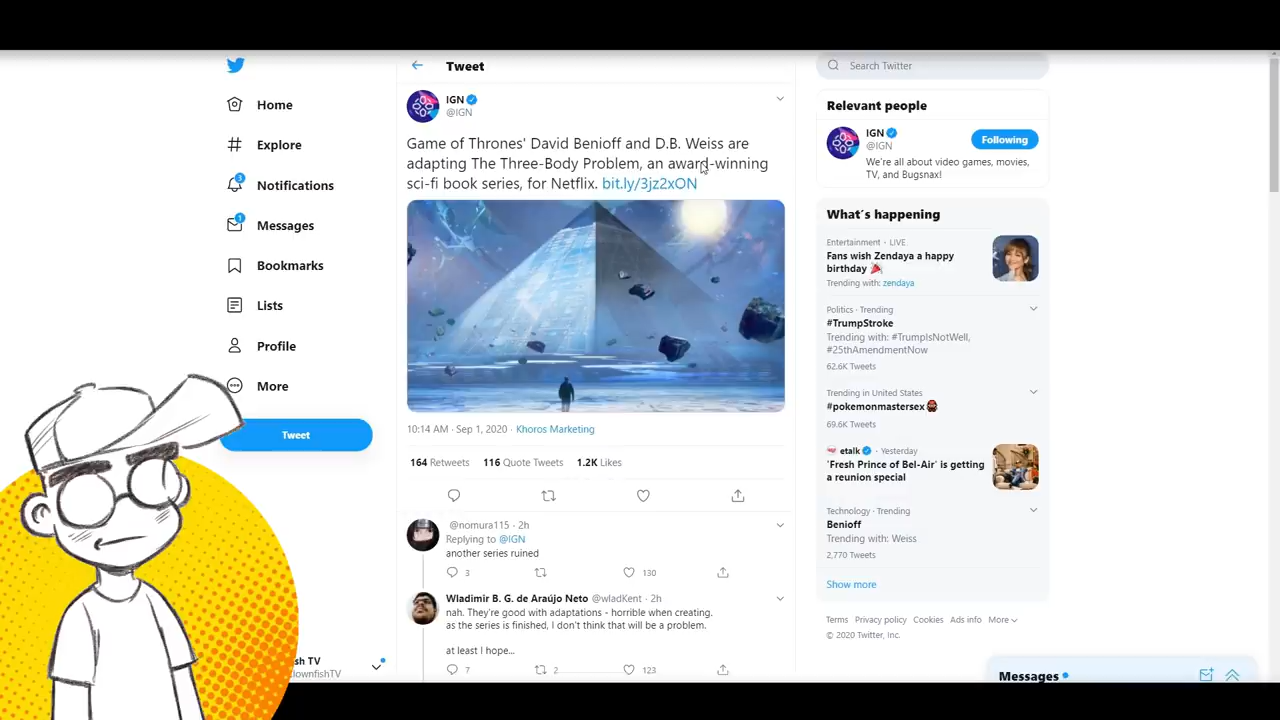 Home
Explore
3
Notifications
1
Messages
Bookmarks
Lists
Profile
More
Tweet
sh TV
lownfishTV
Tweet
IGN
@IGN
Game of Thrones' David Benioff and D.B. Weiss are
adapting The Three-Body Problem, an award-winning
sci-fi book series, for Netflix. bit.ly/3jz2xON
10:14 AM · Sep 1, 2020 · Khoros Marketing
164 Retweets 116 Quote Tweets 1.2K Likes
@nomura115 · 2h
Replying to @IGN
another series ruined
3 130
Wladimir B. G. de Araújo Neto @wladKent · 2h
nah. They're good with adaptations - horrible when creating.
as the series is finished, I don't think that will be a problem.
at least I hope...
7 2 123
Search Twitter
Relevant people
IGN
@IGN
Following
We're all about video games, movies,
TV, and Bugsnax!
What's happening
Entertainment · LIVE
Fans wish Zendaya a happy
birthday 🎉
Trending with: zendaya
Politics · Trending
#TrumpStroke
Trending with: #TrumpIsNotWell,
#25thAmendmentNow
62.6K Tweets
Trending in United States
#pokemonmastersex
69.6K Tweets
etalk · Yesterday
'Fresh Prince of Bel-Air' is getting
a reunion special
Technology · Trending
Benioff
Trending with: Weiss
2,770 Tweets
Show more
Terms Privacy policy Cookies Ads info More
© 2020 Twitter, Inc.
Messages